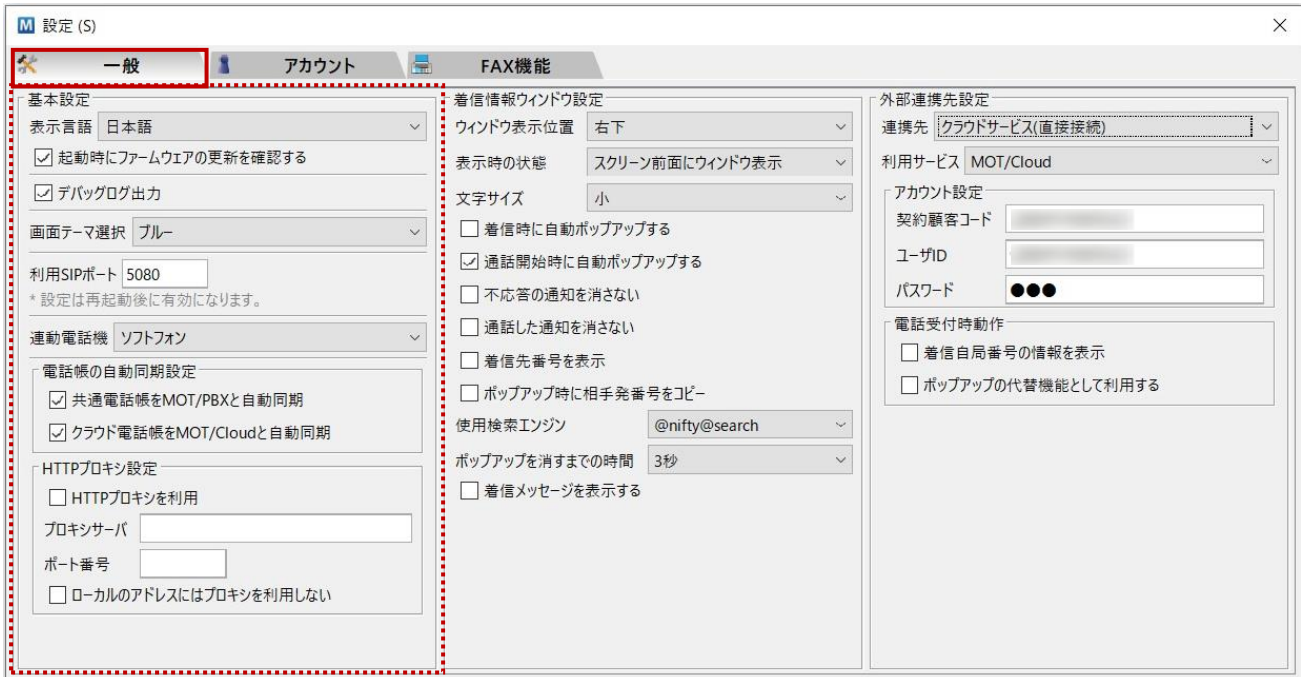 M 設定 (S)
一般
アカウント
FAX機能
基本設定
表示言語 日本語
起動時にファームウェアの更新を確認する
デバッグログ出力
画面テーマ選択 ブルー
利用SIPポート 5080
* 設定は再起動後に有効になります。
連動電話機 ソフトフォン
電話帳の自動同期設定
共通電話帳をMOT/PBXと自動同期
クラウド電話帳をMOT/Cloudと自動同期
HTTPプロキシ設定
HTTPプロキシを利用
プロキシサーバ
ポート番号
ローカルのアドレスにはプロキシを利用しない
着信情報ウィンドウ設定
ウィンドウ表示位置 右下
表示時の状態 スクリーン前面にウィンドウ表示
文字サイズ 小
着信時に自動ポップアップする
通話開始時に自動ポップアップする
不応答の通知を消さない
通話した通知を消さない
着信先番号を表示
ポップアップ時に相手発番号をコピー
使用検索エンジン @nifty@search
ポップアップを消すまでの時間 3秒
着信メッセージを表示する
外部連携先設定
連携先 クラウドサービス(直接接続)
利用サービス MOT/Cloud
アカウント設定
契約顧客コード
ユーザID
パスワード ●●●
電話受付時動作
着信自局番号の情報を表示
ポップアップの代替機能として利用する